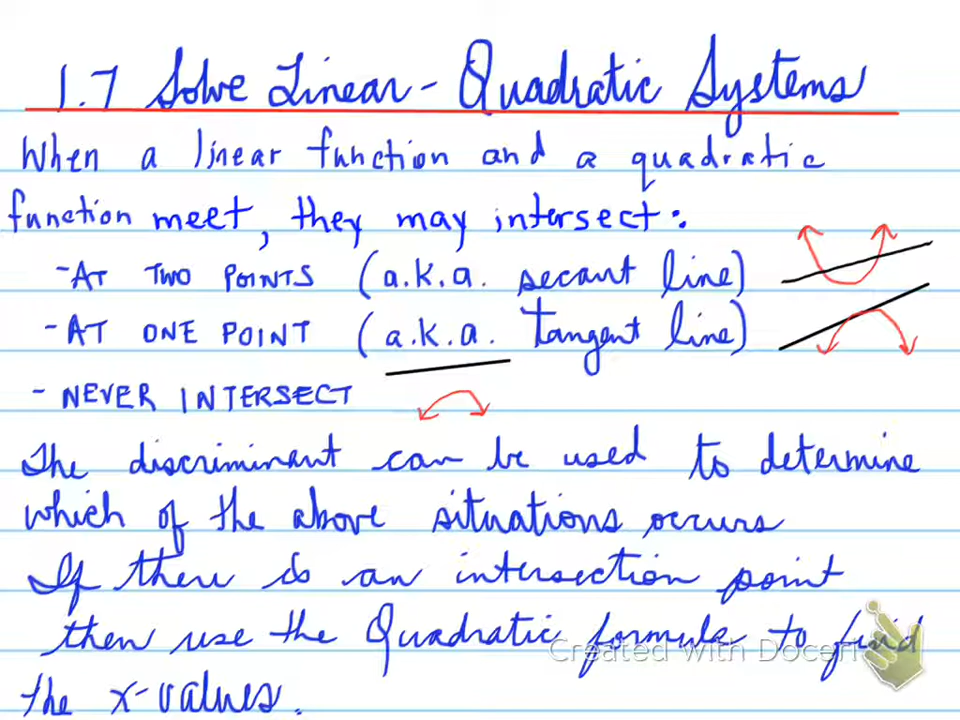 1.7 Solve Linear - Quadratic Systems
When a linear function and a quadratic
function meet, they may intersect:
- AT TWO POINTS (a.k.a. secant line)
- AT ONE POINT (a.k.a. tangent line)
- NEVER INTERSECT
The discriminant can be used to determine
which of the above situations occurs
If there is an intersection point
then use the Quadratic formula to find
Created with Doceri
the x-values.